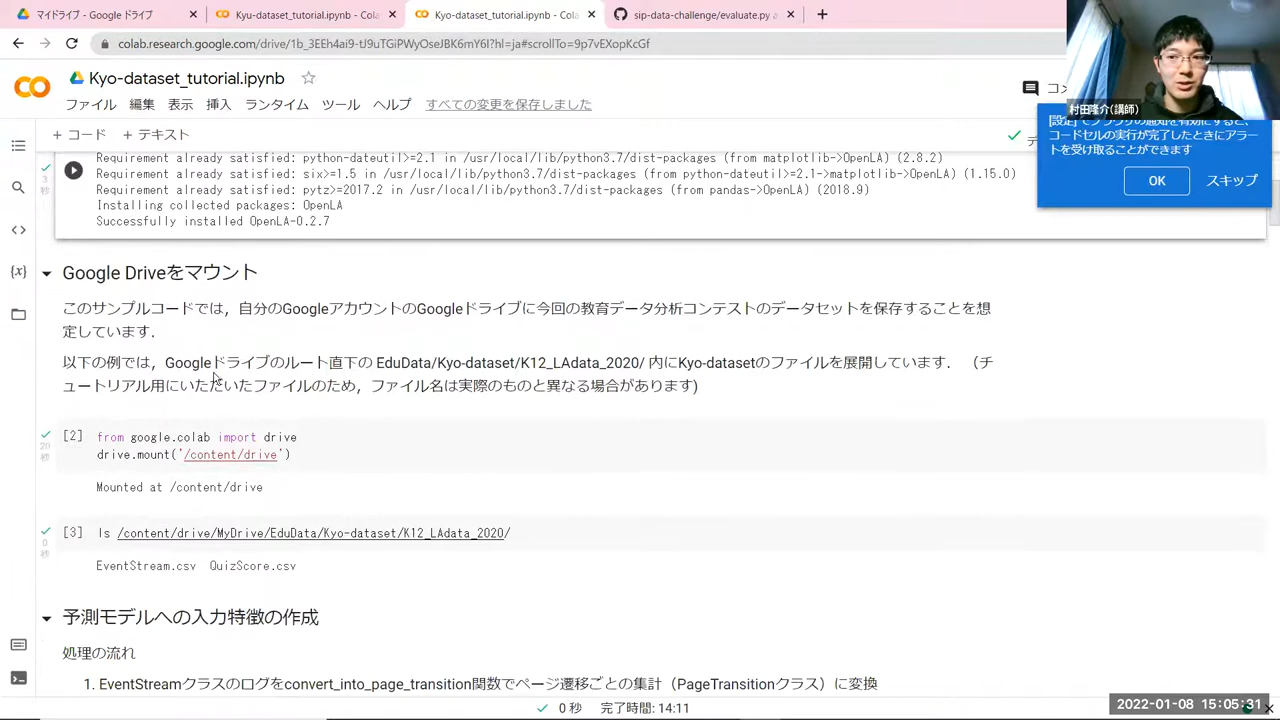 マイドライブ - Google ドライブ
Kyu-dataset_tutorial.ipynb - Cola
Kyo-dataset_tutorial.ipynb - Cola
sip-data-challenge/evaluate.py a
colab.research.google.com/drive/1b_3EEh4ai9-tJ9uTGiPWyOseJBK6mY6I?hl=ja#scrollTo=9p7vEXopKcGf
Kyo-dataset_tutorial.ipynb
ファイル 編集 表示 挿入 ランタイム ツール ヘルプ すべての変更を保存しました
コメ
村田隆介(講師)
+ コード + テキスト
[設定] でブラウザの通知を有効にすると、
コードセルの実行が完了したときにアラー
トを受け取ることができます
OK スキップ
Requirement already satisfied: python-dateutil>=2.1 in /usr/local/lib/python3.7/dist-packages (from matplotlib->OpenLA) (2.8.2)
3
秒
Requirement already satisfied: six>=1.5 in /usr/local/lib/python3.7/dist-packages (from python-dateutil>=2.1->matplotlib->OpenLA) (1.15.0)
Requirement already satisfied: pytz>=2017.2 in /usr/local/lib/python3.7/dist-packages (from pandas->OpenLA) (2018.9)
Installing collected packages: OpenLA
Successfully installed OpenLA-0.2.7
Google Driveをマウント
このサンプルコードでは，自分のGoogleアカウントのGoogleドライブに今回の教育データ分析コンテストのデータセットを保存することを想
定しています．
以下の例では，Googleドライブのルート直下の EduData/Kyo-dataset/K12_LAdata_2020/ 内にKyo-datasetのファイルを展開しています． （チ
ュートリアル用にいただいたファイルのため，ファイル名は実際のものと異なる場合があります)
[2] from google.colab import drive
20
秒
drive.mount('/content/drive')
Mounted at /content/drive
[3] ls /content/drive/MyDrive/EduData/Kyo-dataset/K12_LAdata_2020/
0
秒
EventStream.csv QuizScore.csv
予測モデルへの入力特徴の作成
処理の流れ
1. EventStreamクラスのログをconvert_into_page_transition関数でページ遷移ごとの集計（PageTransitionクラス）に変換
0 秒 完了時間: 14:11
2022-01-08 15:05:31